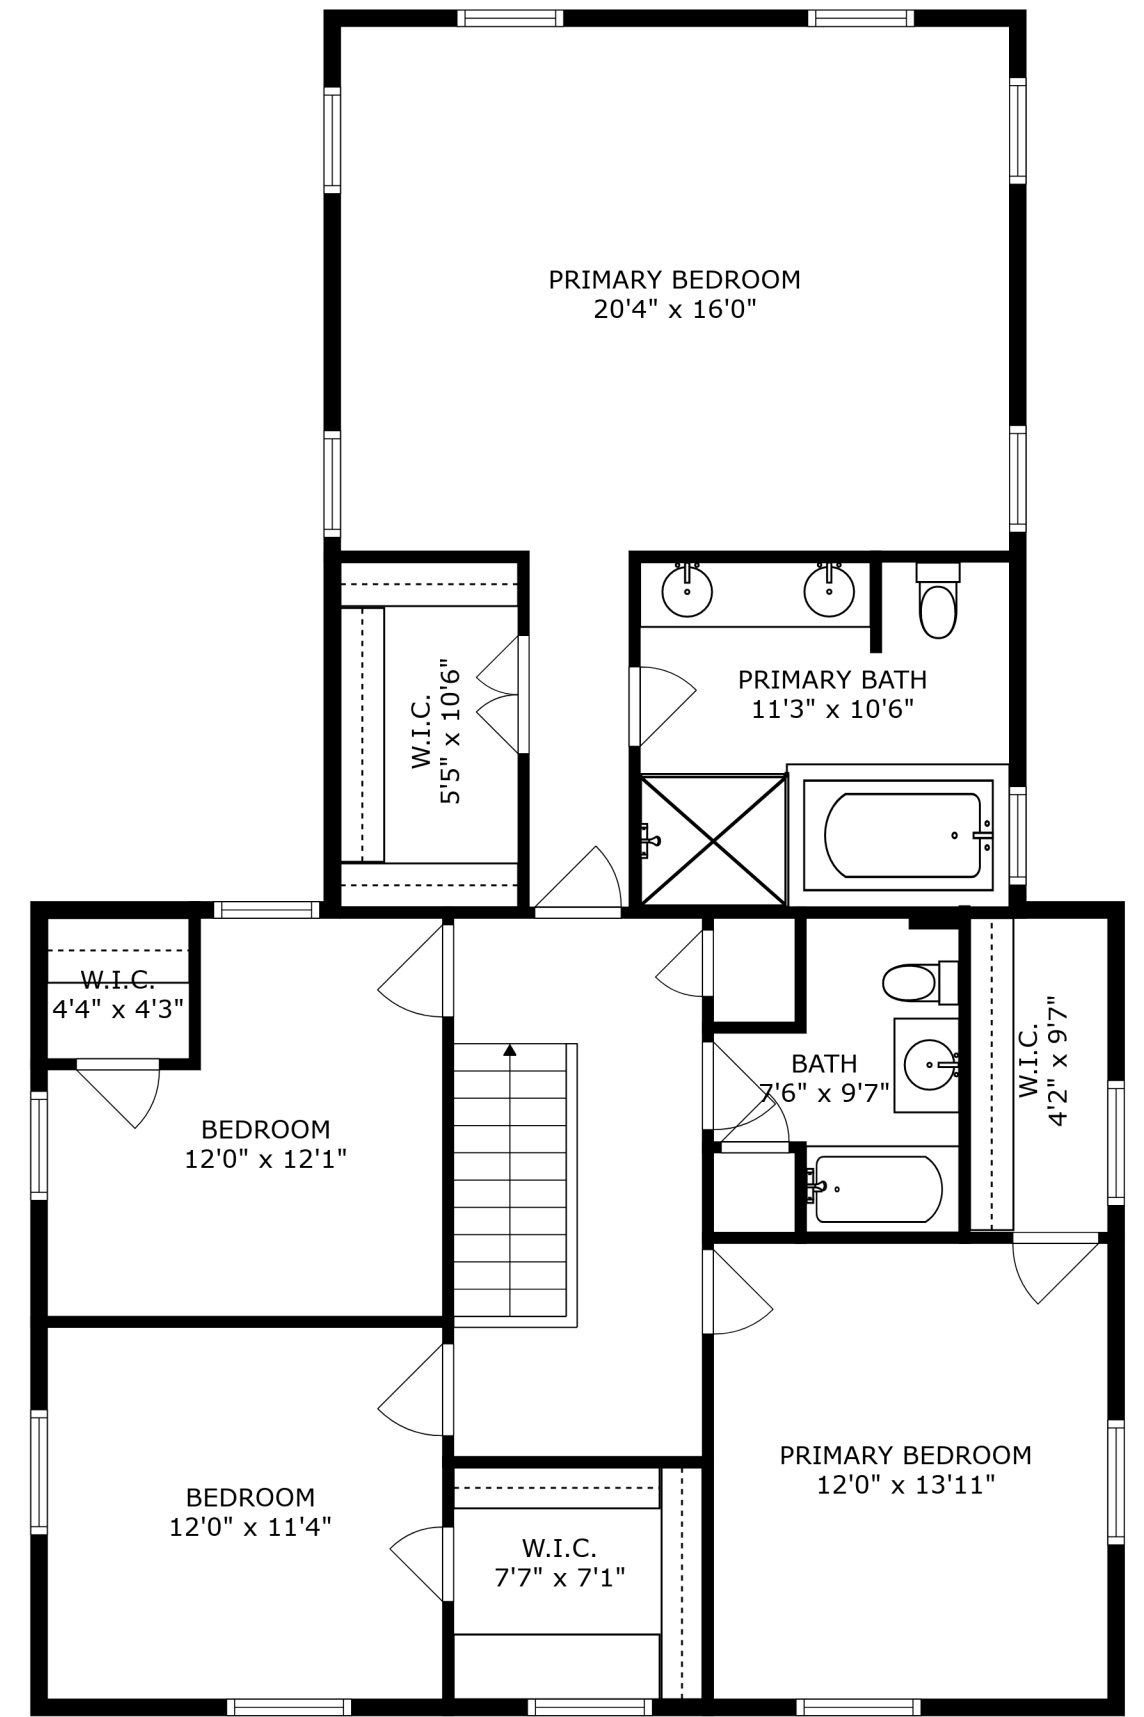 PRIMARY BEDROOM
20'4" x 16'0"
W.I.C.
5'5" x 10'6"
PRIMARY BATH
11'3" x 10'6"
W.I.C.
4'4" x 4'3"
BEDROOM
12'0" x 12'1"
BATH
7'6" x 9'7"
W.I.C.
4'2" x 9'7"
PRIMARY BEDROOM
12'0" x 13'11"
BEDROOM
12'0" x 11'4"
W.I.C.
7'7" x 7'1"